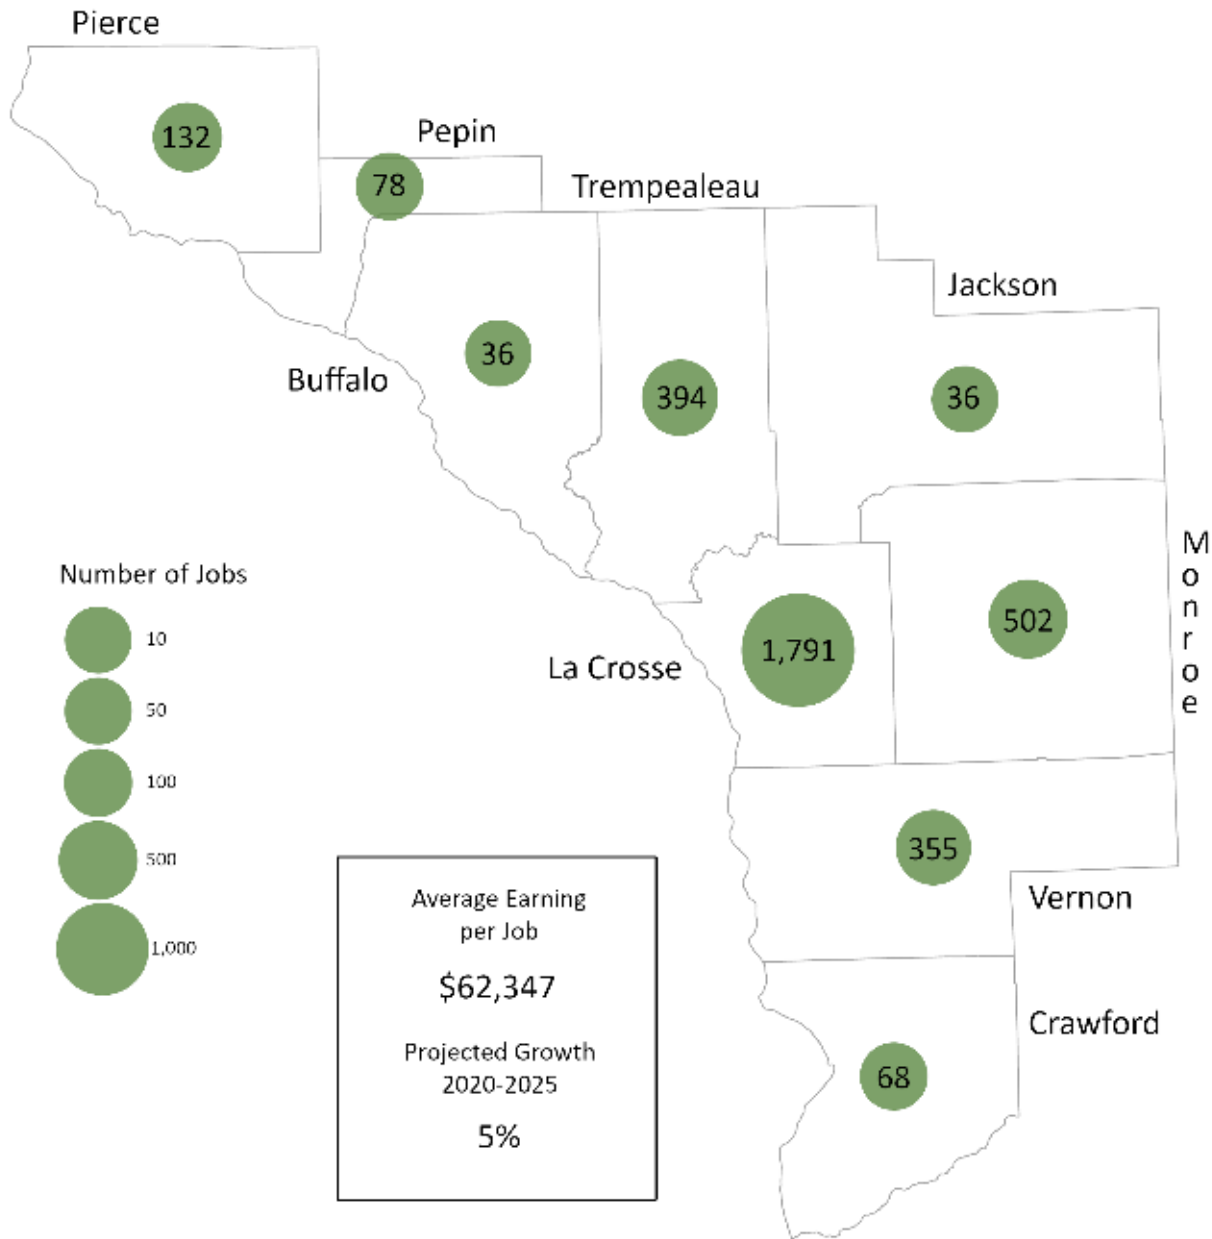 Pierce
132
Pepin
78
Trempealeau
Jackson
Buffalo
36
394
36
Monroe
Number of Jobs
10
50
100
500
1,000
La Crosse
1,791
502
355
Vernon
Average Earning
per Job
$62,347
Projected Growth
2020-2025
5%
Crawford
68